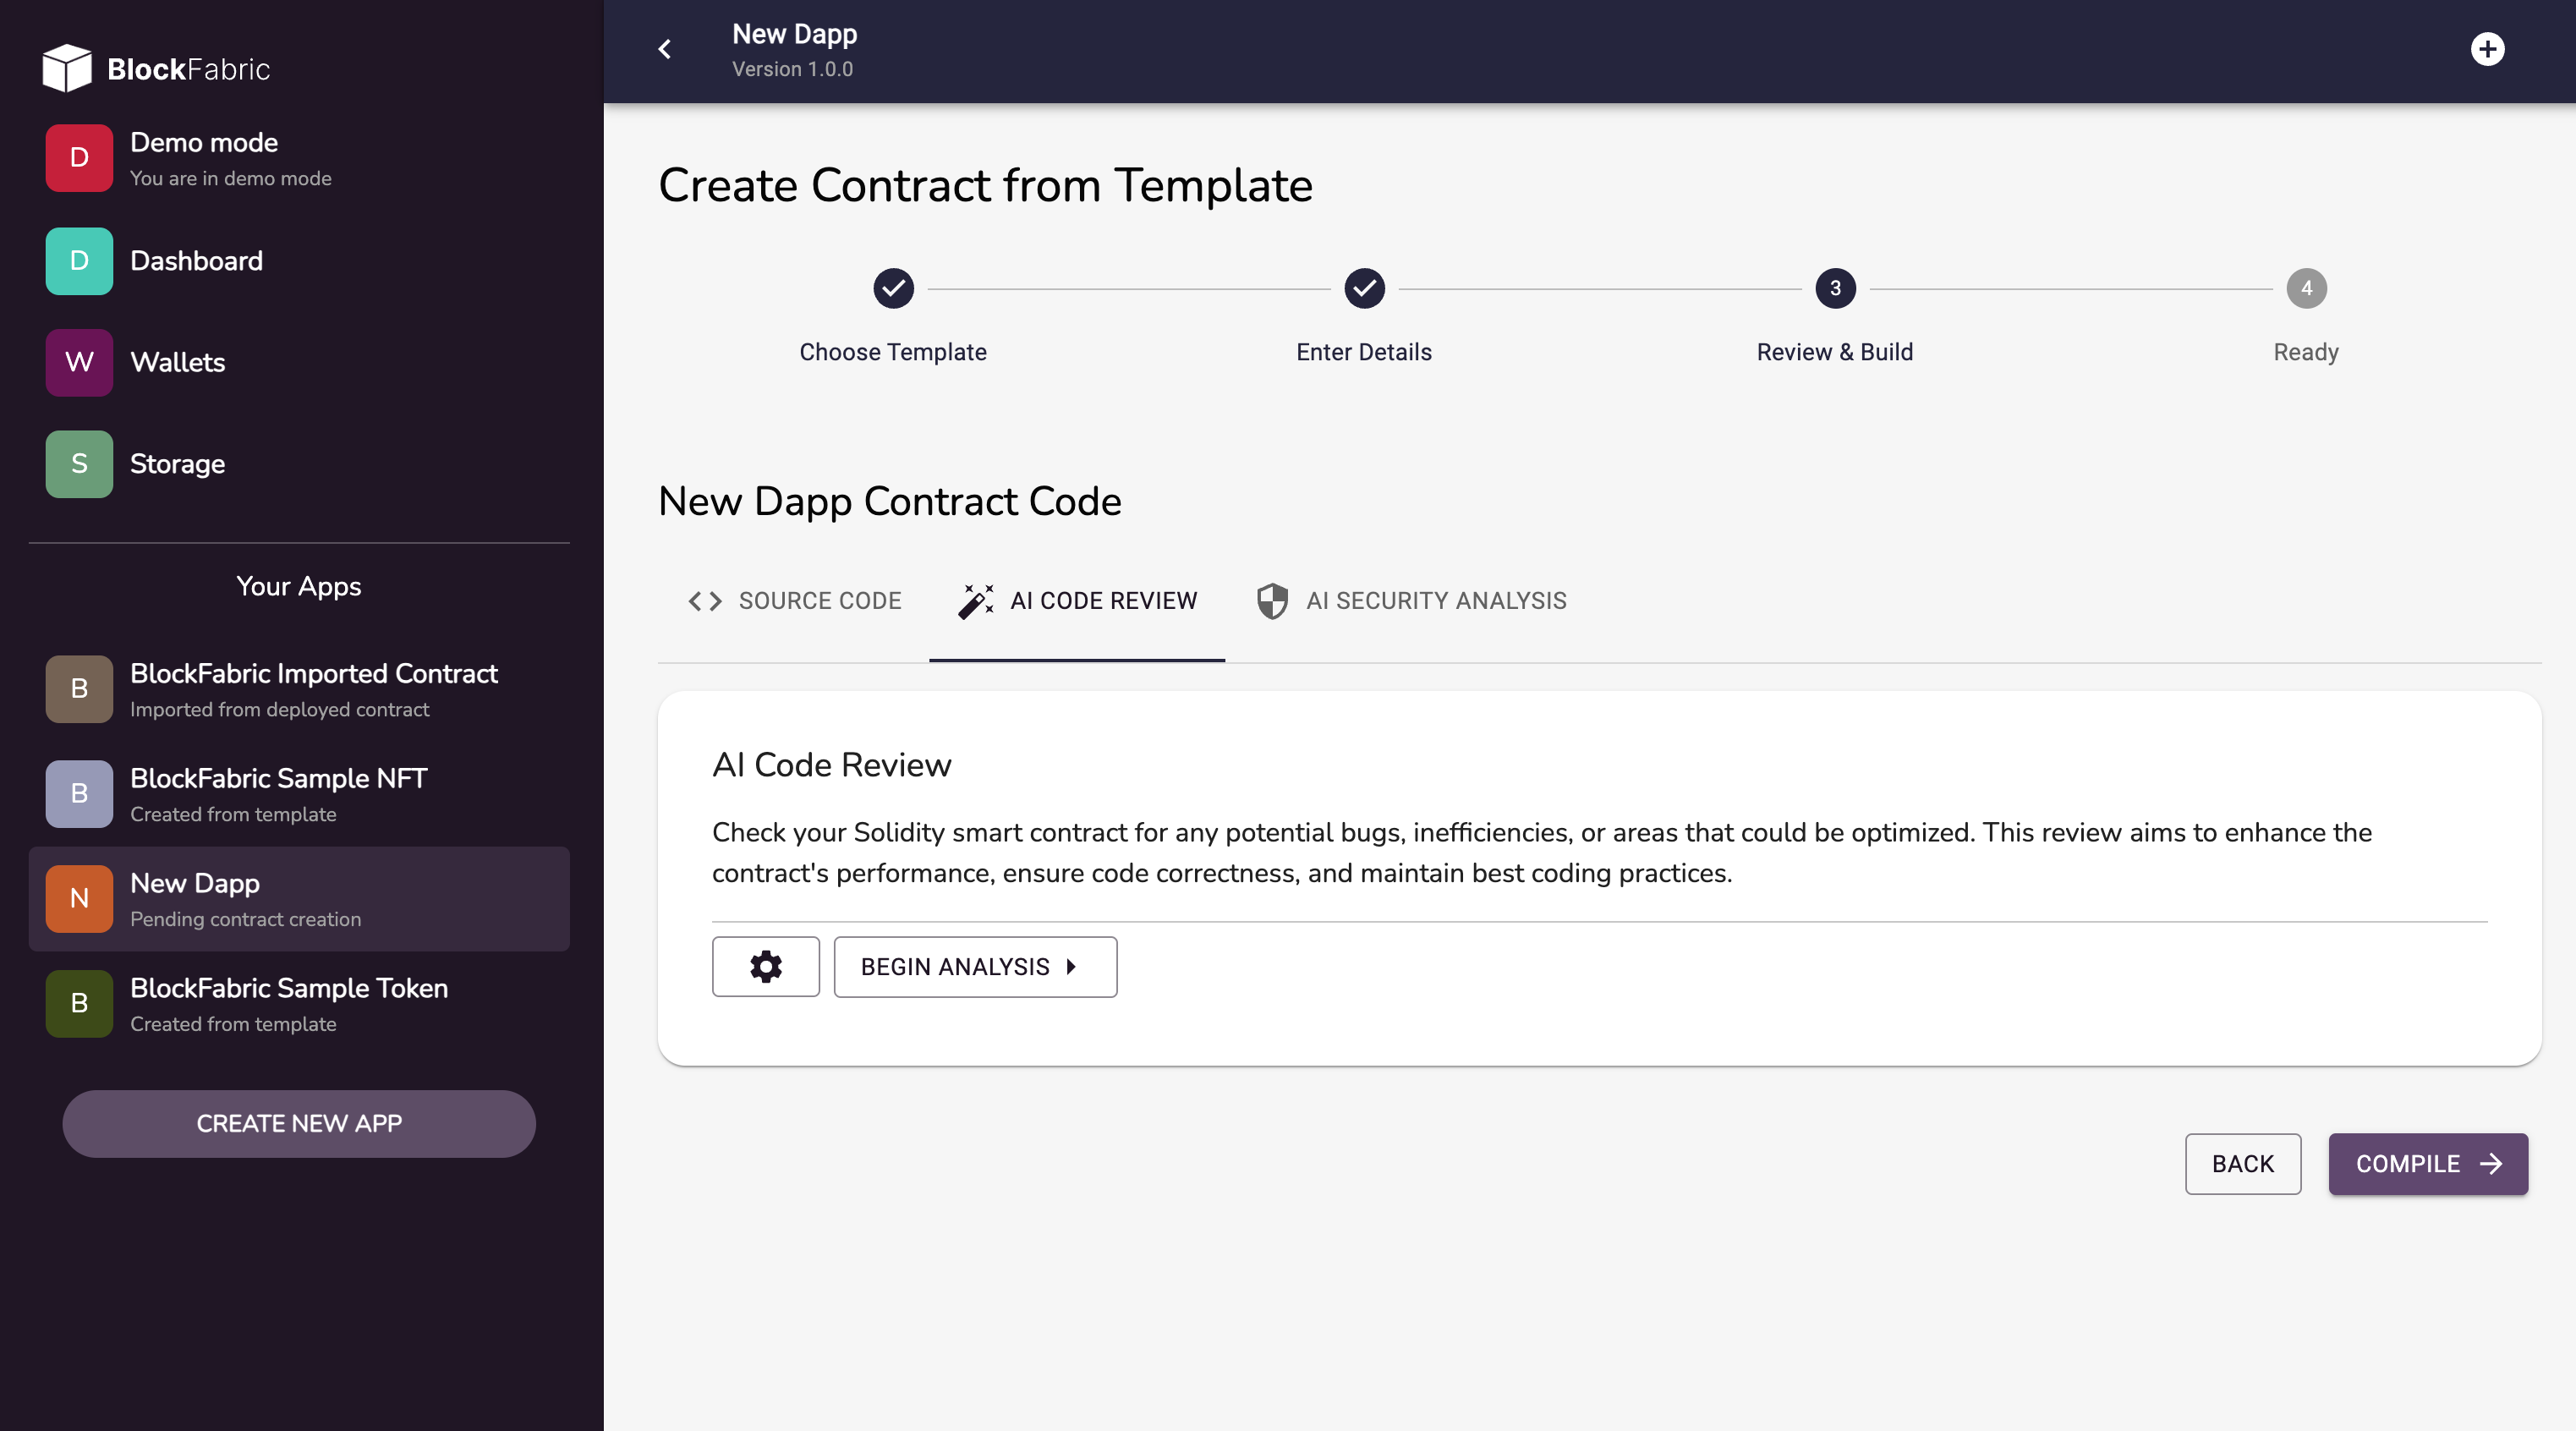 BlockFabric
D
Demo mode
You are in demo mode
D
Dashboard
W
Wallets
S
Storage
Your Apps
B
BlockFabric Imported Contract
Imported from deployed contract
B
BlockFabric Sample NFT
Created from template
N
New Dapp
Pending contract creation
B
BlockFabric Sample Token
Created from template
CREATE NEW APP
New Dapp
Version 1.0.0
Create Contract from Template
3
4
Choose Template
Enter Details
Review & Build
Ready
New Dapp Contract Code
SOURCE CODE
AI CODE REVIEW
AI SECURITY ANALYSIS
AI Code Review
Check your Solidity smart contract for any potential bugs, inefficiencies, or areas that could be optimized. This review aims to enhance the
contract's performance, ensure code correctness, and maintain best coding practices.
BEGIN ANALYSIS
BACK
COMPILE